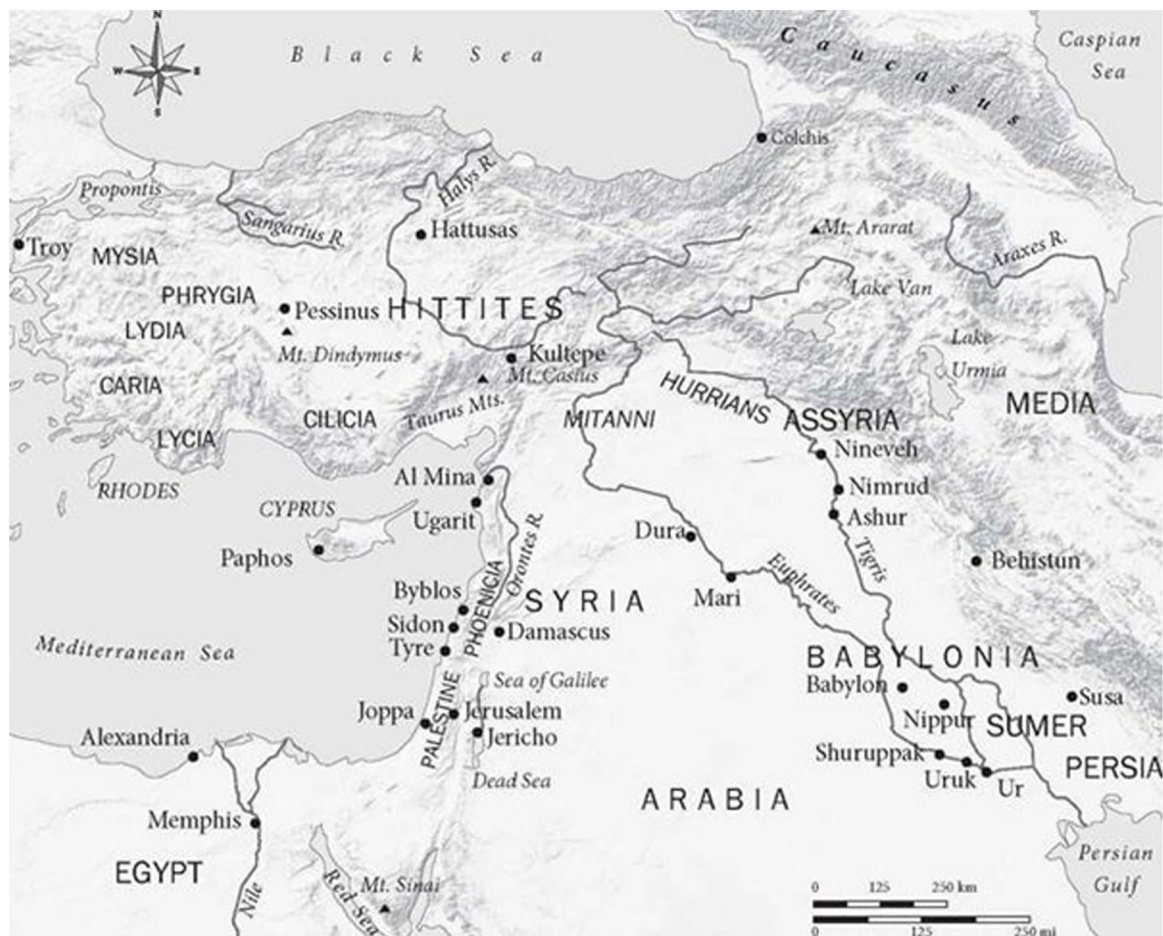 N
W E
S
Black Sea
Caucasus
Caspian
Sea
Colchis
Propontis
Sangarius R.
Halys R.
Hattusas
Mt. Ararat
Araxes R.
Troy
MYSIA
PHRYGIA
Pessinus
HITTITES
Lake Van
LYDIA
Mt. Dindymus
Kultepe
Mt. Casius
Lake
Urmia
CARIA
CILICIA
Taurus Mts.
MITANNI
HURRIANS
ASSYRIA
MEDIA
LYCIA
Nineveh
RHODES
CYPRUS
Al Mina
Ugarit
Nimrud
Ashur
Paphos
Orontes R.
Dura
Tigris
Behistun
Byblos
PHOENICIA
SYRIA
Mari
Euphrates
Sidon
Damascus
Tyre
Mediterranean Sea
BABYLONIA
Sea of Galilee
Babylon
Susa
Joppa
PALESTINE
Jerusalem
Nippur
SUMER
Jericho
Alexandria
Shuruppak
Uruk
Ur
PERSIA
Dead Sea
ARABIA
Memphis
EGYPT
Nile
Red Sea
Mt. Sinai
Persian
Gulf
0 125 250 km
0 125 250 mi